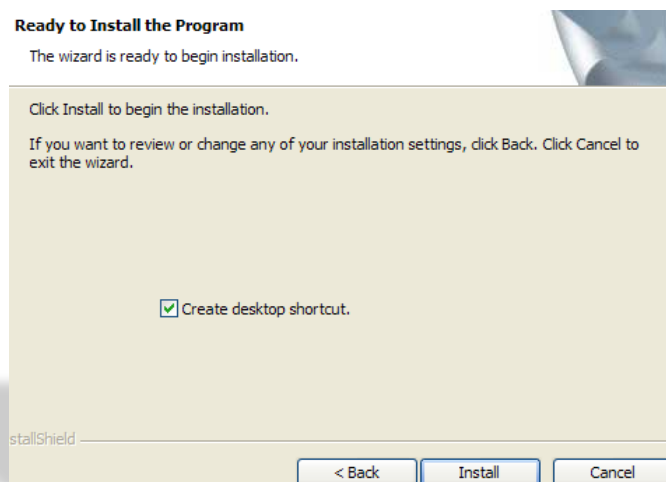 Ready to Install the Program
The wizard is ready to begin installation.
Click Install to begin the installation.
If you want to review or change any of your installation settings, click Back. Click Cancel to
exit the wizard.
Create desktop shortcut.
stallShield
< Back Install Cancel